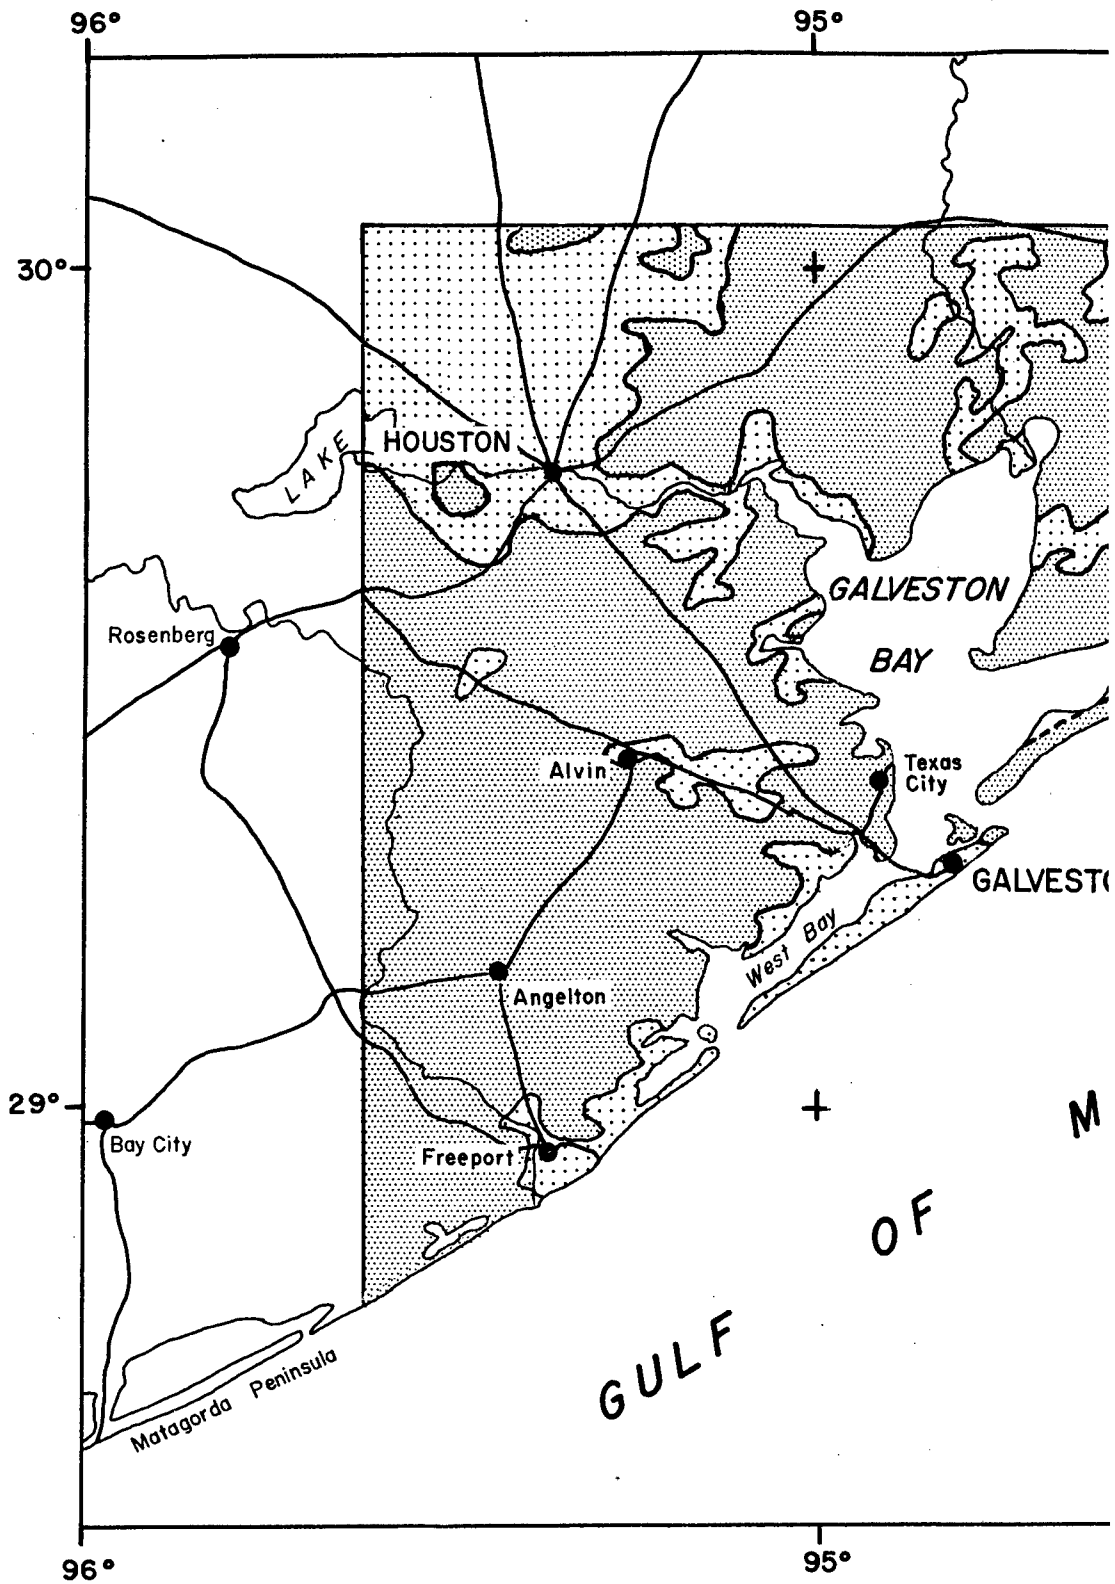 96°
95°
30°
HOUSTON
LAKE
GALVESTON
BAY
Rosenberg
Alvin
Texas
City
GALVESTO
West Bay
Angelton
29°
M
Bay City
Freeport
OF
GULF
Matagorda Peninsula
96°
95°